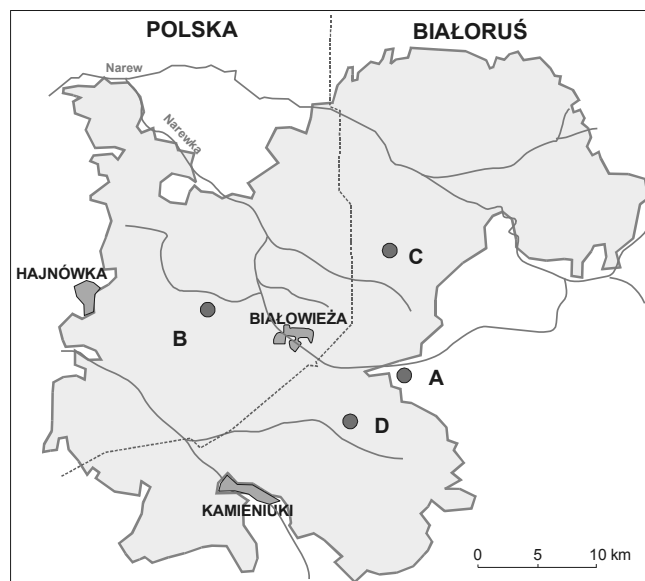 POLSKA
BIAŁORUŚ
Narew
Narewka
C
HAJNÓWKA
BIAŁOWIEŻA
B
A
D
KAMIENIUKI
0 5 10 km